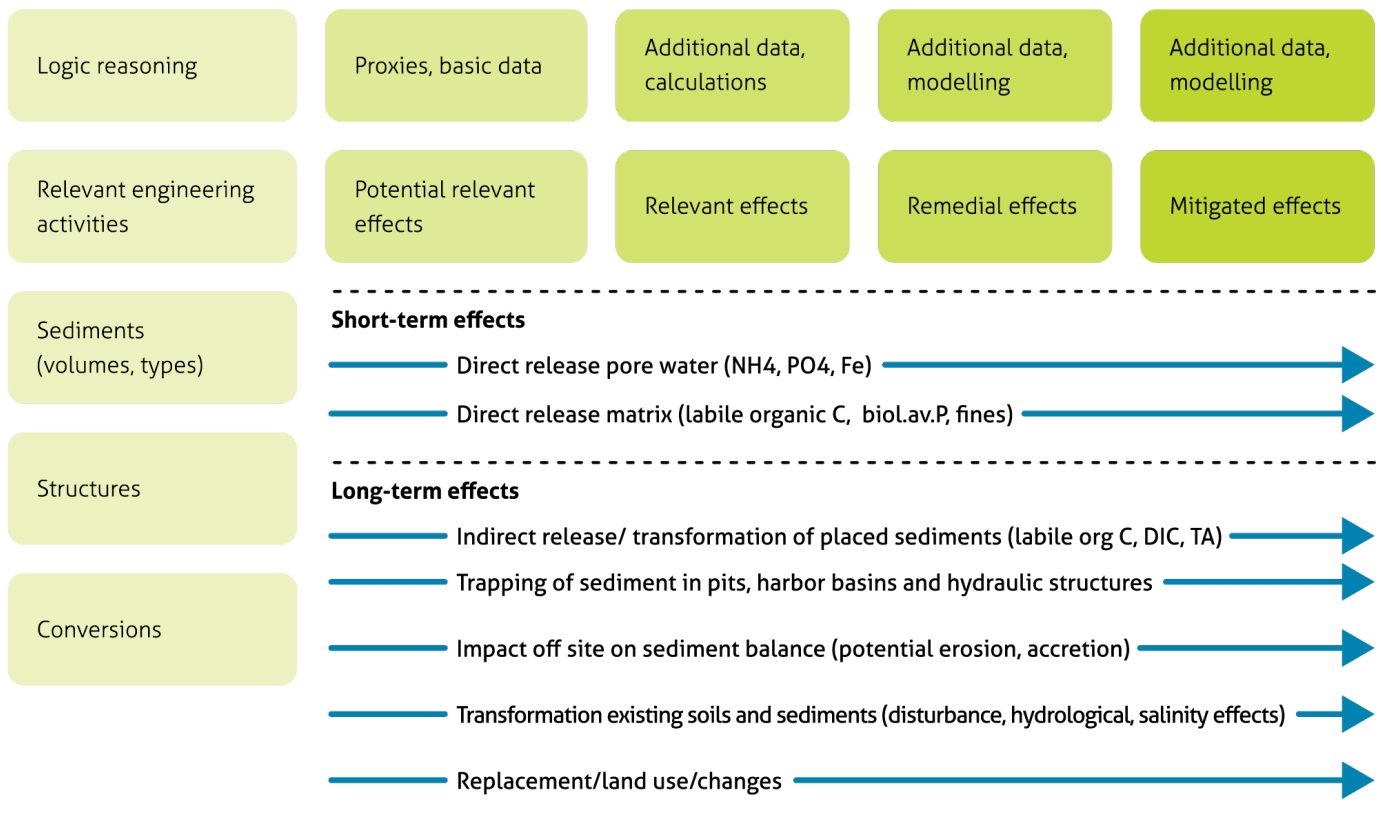 Logic reasoning
Proxies, basic data
Additional data,
calculations
Additional data,
modelling
Additional data,
modelling
Relevant engineering
activities
Potential relevant
effects
Relevant effects
Remedial effects
Mitigated effects
Sediments
(volumes, types)
Structures
Conversions
Short-term effects
Direct release pore water (NH4, PO4, Fe)
Direct release matrix (labile organic C, biol.av.P, fines)
Long-term effects
Indirect release/ transformation of placed sediments (labile org C, DIC, TA)
Trapping of sediment in pits, harbor basins and hydraulic structures
Impact off site on sediment balance (potential erosion, accretion)
Transformation existing soils and sediments (disturbance, hydrological, salinity effects)
Replacement/land use/changes